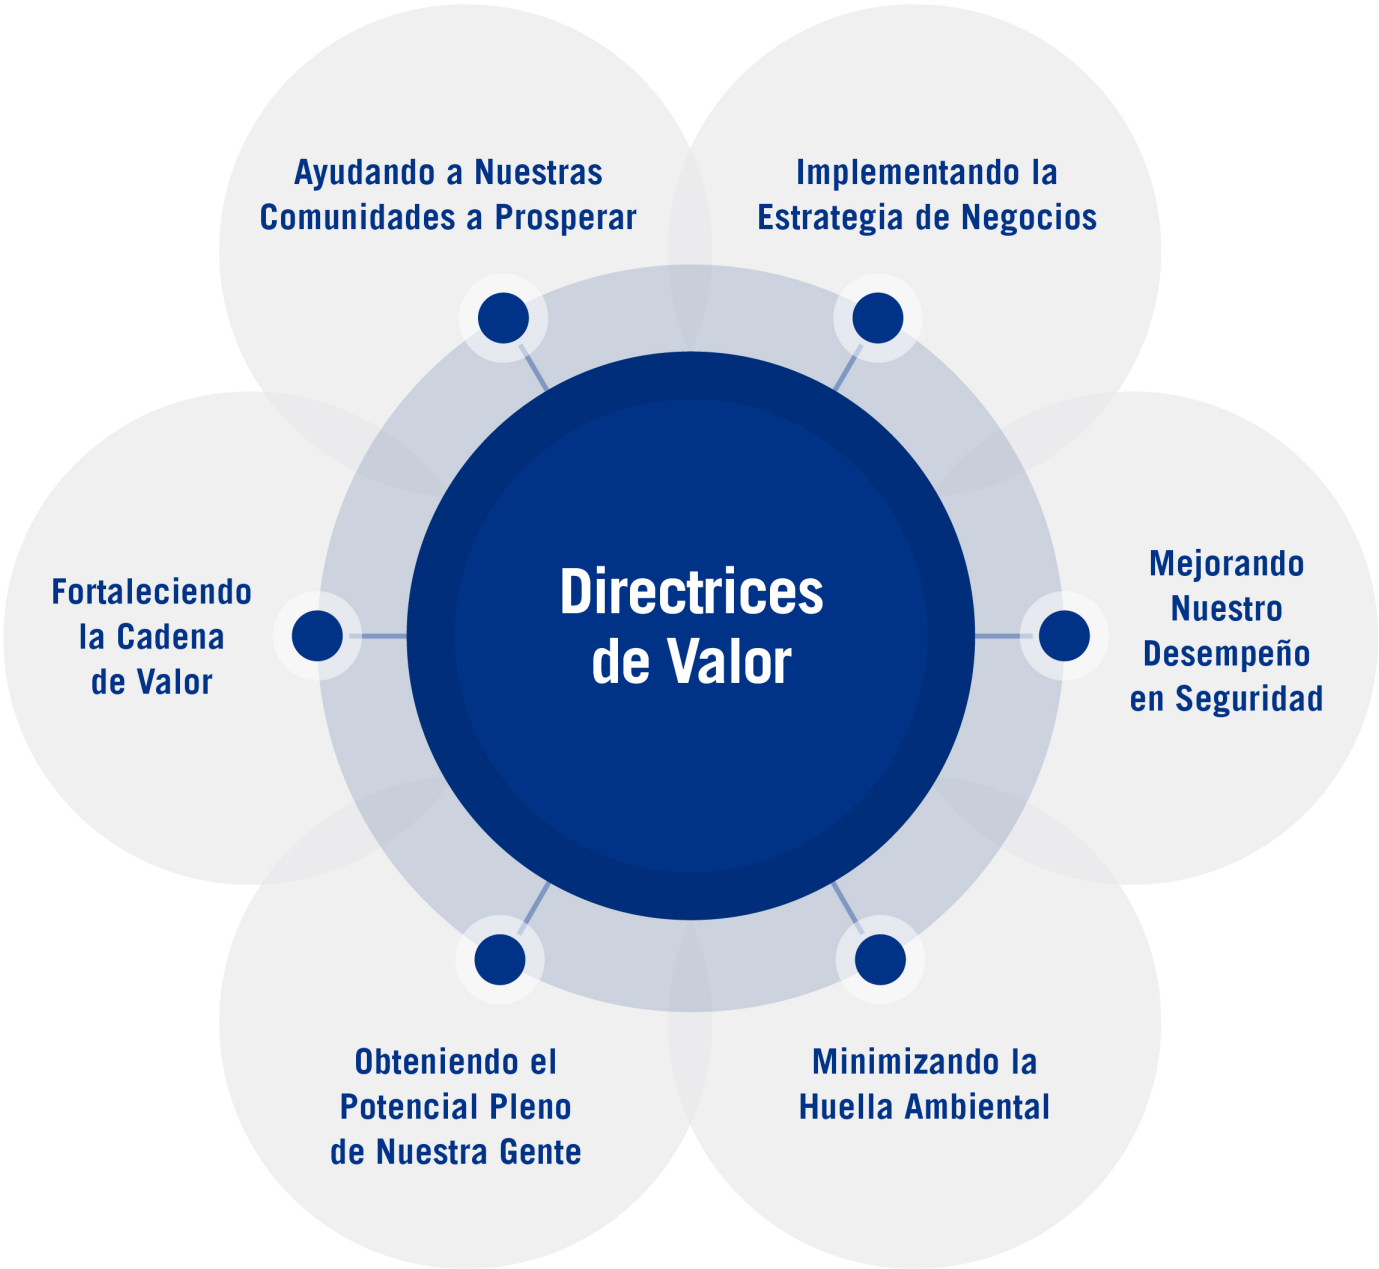 Ayudando a Nuestras
Comunidades a Prosperar
Implementando la
Estrategia de Negocios
Fortaleciendo
la Cadena
de Valor
Directrices
de Valor
Mejorando
Nuestro
Desempeño
en Seguridad
Obteniendo el
Potencial Pleno
de Nuestra Gente
Minimizando la
Huella Ambiental